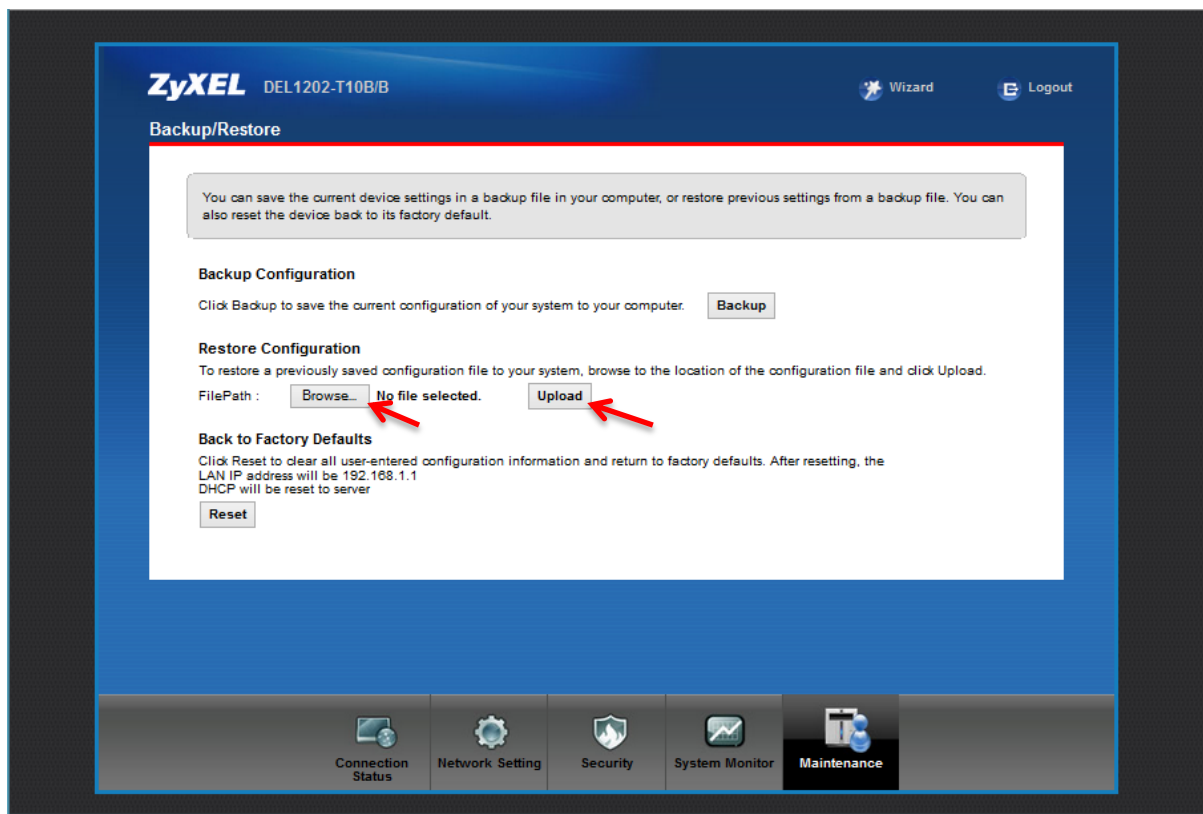 ZyXEL DEL1202-T10B/B
Wizard
Logout
Backup/Restore
You can save the current device settings in a backup file in your computer, or restore previous settings from a backup file. You can
also reset the device back to its factory default.
Backup Configuration
Click Backup to save the current configuration of your system to your computer. Backup
Restore Configuration
To restore a previously saved configuration file to your system, browse to the location of the configuration file and click Upload.
FilePath : Browse... No file selected. Upload
Back to Factory Defaults
Click Reset to clear all user-entered configuration information and return to factory defaults. After resetting, the
LAN IP address will be 192.168.1.1
DHCP will be reset to server
Reset
Connection
Status
Network Setting
Security
System Monitor
Maintenance